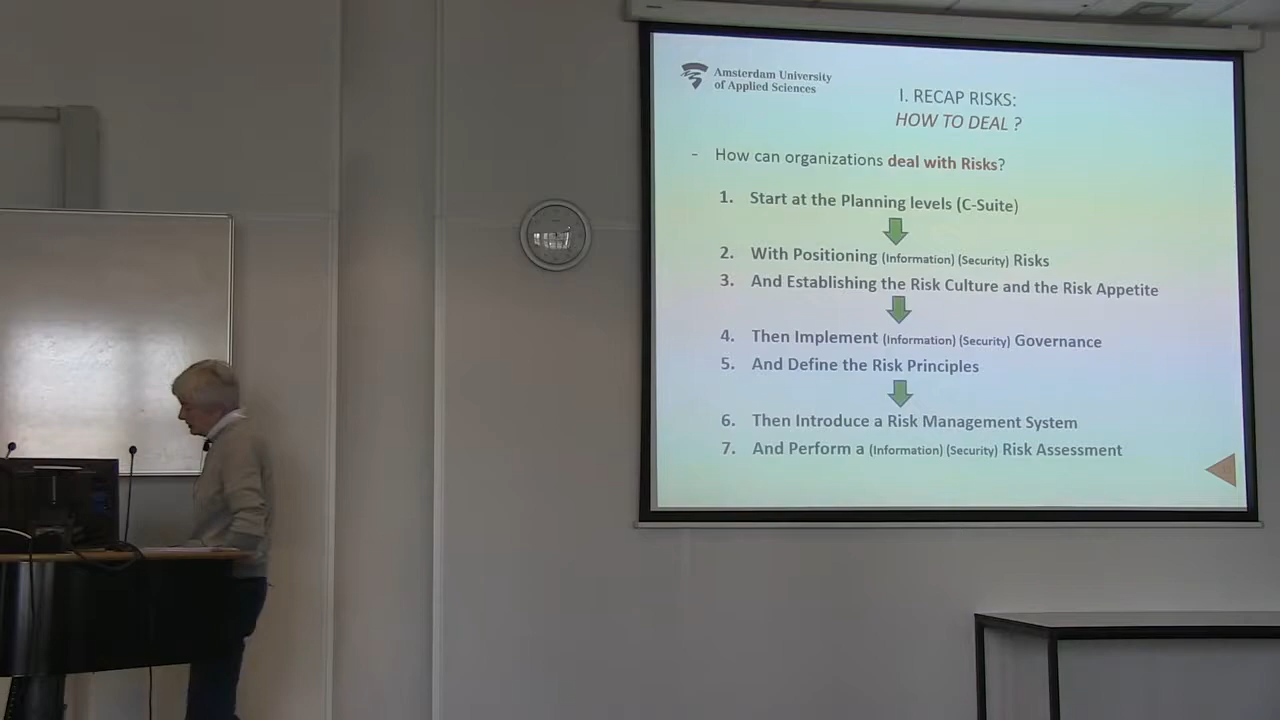 Amsterdam University
of Applied Sciences
I. RECAP RISKS:
HOW TO DEAL ?
- How can organizations deal with Risks?
1. Start at the Planning levels (C-Suite)
2. With Positioning (Information) (Security) Risks
3. And Establishing the Risk Culture and the Risk Appetite
4. Then Implement (Information) (Security) Governance
5. And Define the Risk Principles
6. Then Introduce a Risk Management System
7. And Perform a (Information) (Security) Risk Assessment